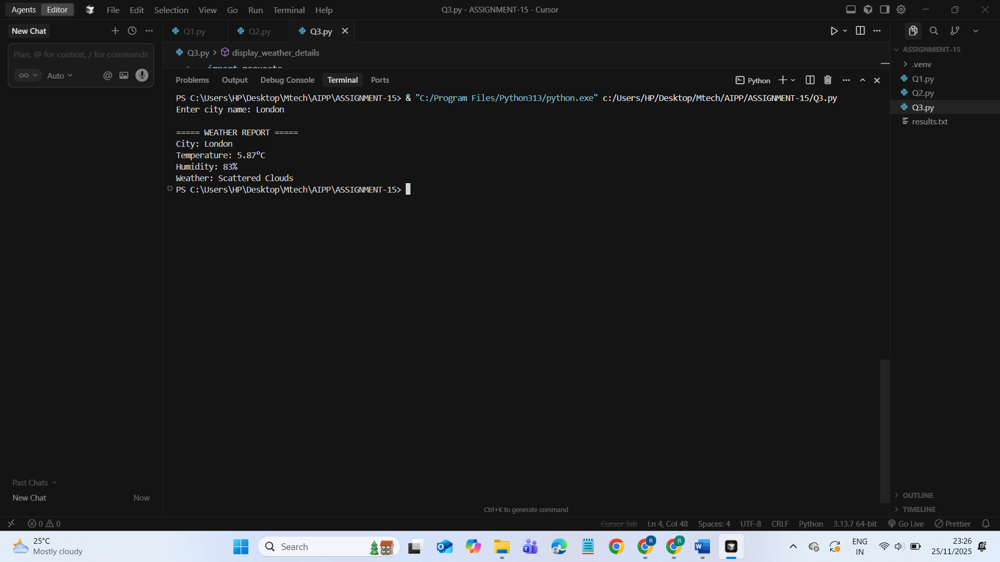 Agents Editor File Edit Selection View Go Run Terminal Help Q3.py - ASSIGNMENT-15 - Cursor
New Chat
Plan, @ for context, / for commands
Auto
Q1.py Q2.py Q3.py
Q3.py > display_weather_details
1 import requests
Problems Output Debug Console Terminal Ports Python
PS C:\Users\HP\Desktop\Mtech\AIPP\ASSIGNMENT-15> & "C:/Program Files/Python313/python.exe" c:/Users/HP/Desktop/Mtech/AIPP/ASSIGNMENT-15/Q3.py
Enter city name: London
===== WEATHER REPORT =====
City: London
Temperature: 5.87°C
Humidity: 83%
Weather: Scattered Clouds
PS C:\Users\HP\Desktop\Mtech\AIPP\ASSIGNMENT-15>
Ctrl+K to generate command
ASSIGNMENT-15
.venv
Q1.py
Q2.py
Q3.py
results.txt
OUTLINE
TIMELINE
Past Chats
New Chat Now
0 0 Cursor Tab Ln 4, Col 48 Spaces: 4 UTF-8 CRLF Python 3.13.7 64-bit Go Live Prettier
25°C
Mostly cloudy
Search
R R
ENG
IN
23:26
25/11/2025